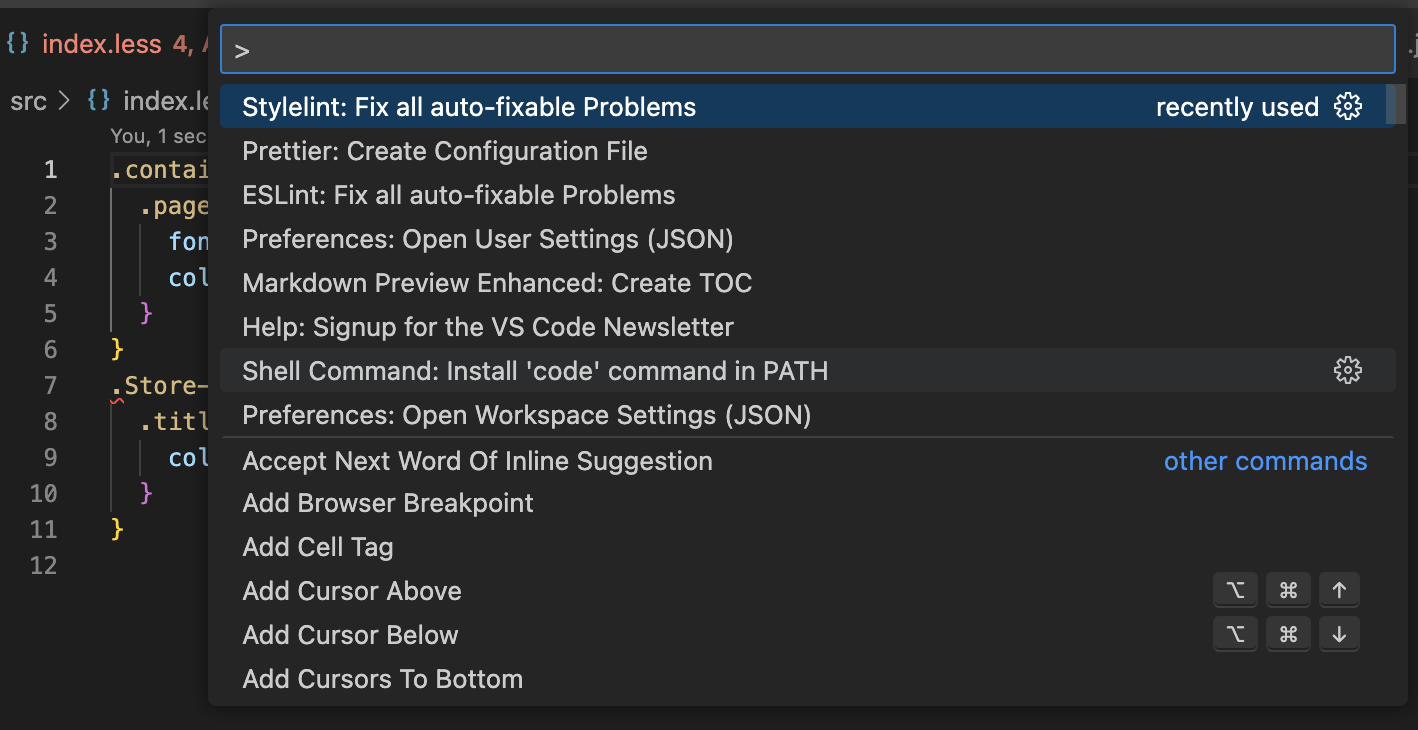 index.less 4,
>
src > index.le
Stylelint: Fix all auto-fixable Problems recently used
You, 1 sec
Prettier: Create Configuration File
1 .contai
ESLint: Fix all auto-fixable Problems
2 .page
3 fon
Preferences: Open User Settings (JSON)
4 col
Markdown Preview Enhanced: Create TOC
5 }
Help: Signup for the VS Code Newsletter
6 }
Shell Command: Install 'code' command in PATH
7 .Store-
8 .titl
Preferences: Open Workspace Settings (JSON)
9 col
Accept Next Word Of Inline Suggestion other commands
10 }
Add Browser Breakpoint
11 }
Add Cell Tag
12
Add Cursor Above ⌥ ⌘ ↑
Add Cursor Below ⌥ ⌘ ↓
Add Cursors To Bottom